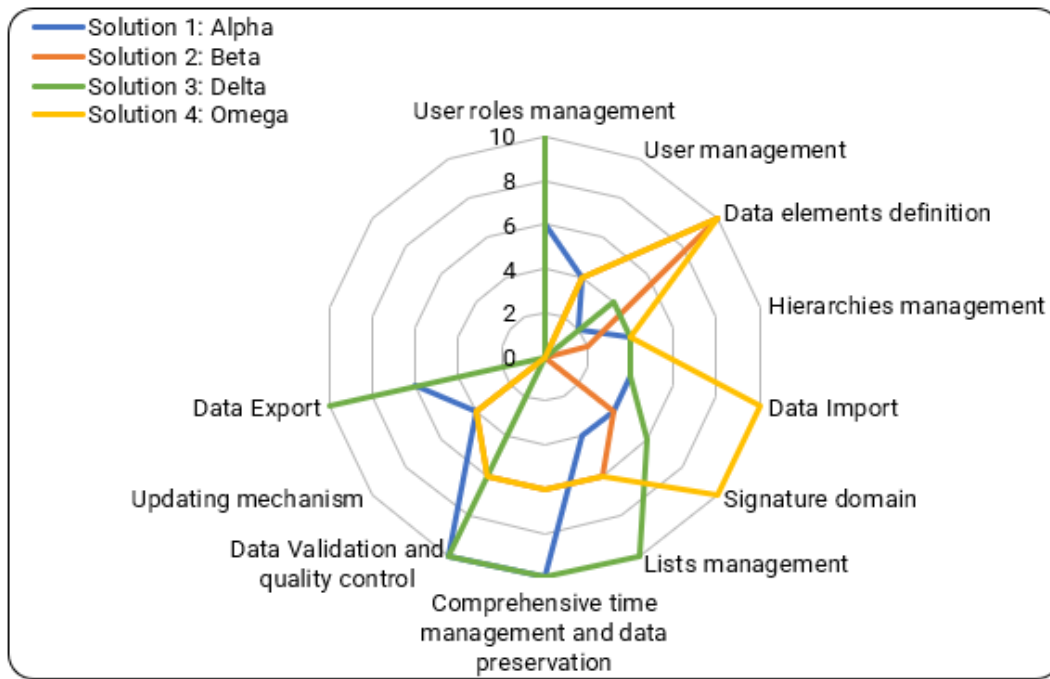 Solution 1: Alpha
Solution 2: Beta
Solution 3: Delta
Solution 4: Omega
User roles management
10
User management
8
Data elements definition
6
4
Hierarchies management
2
0
Data Export
Data Import
Updating mechanism
Signature domain
Data Validation and
quality control
Lists management
Comprehensive time
management and data
preservation